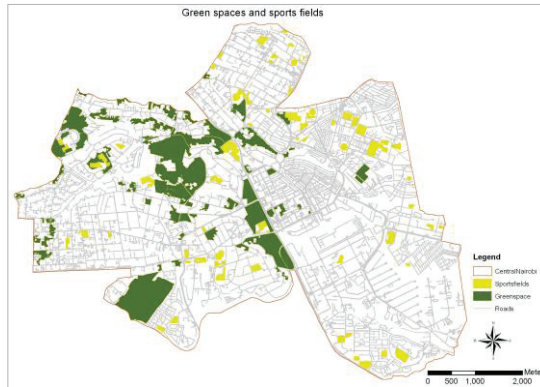 Green spaces and sports fields
Legend
CentralNairobi
Sportsfields
Greenspace
Roads
N
0 500 1,000 2,000
Mete